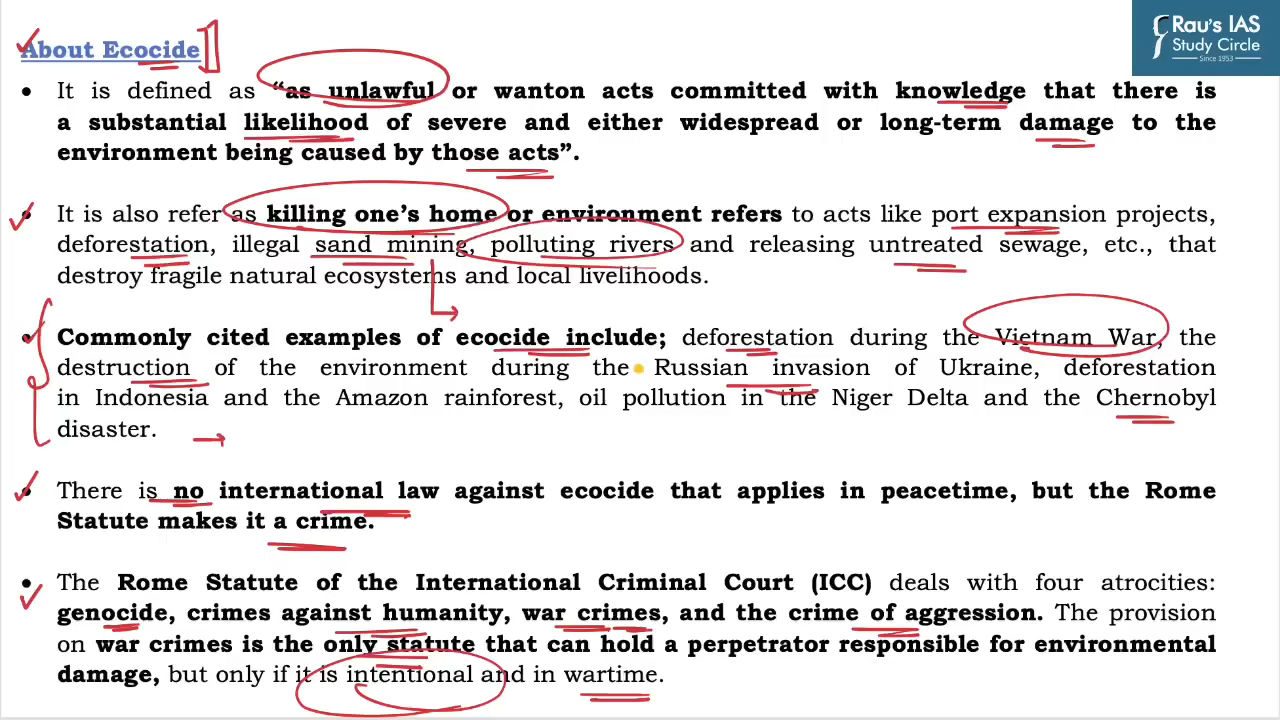 Rau's IAS
Study Circle
Since 1953
About Ecocide
• It is defined as “as unlawful or wanton acts committed with knowledge that there is
a substantial likelihood of severe and either widespread or long-term damage to the
environment being caused by those acts”.
• It is also refer as killing one’s home or environment refers to acts like port expansion projects,
deforestation, illegal sand mining, polluting rivers and releasing untreated sewage, etc., that
destroy fragile natural ecosystems and local livelihoods.
• Commonly cited examples of ecocide include; deforestation during the Vietnam War, the
destruction of the environment during the Russian invasion of Ukraine, deforestation
in Indonesia and the Amazon rainforest, oil pollution in the Niger Delta and the Chernobyl
disaster.
• There is no international law against ecocide that applies in peacetime, but the Rome
Statute makes it a crime.
• The Rome Statute of the International Criminal Court (ICC) deals with four atrocities:
genocide, crimes against humanity, war crimes, and the crime of aggression. The provision
on war crimes is the only statute that can hold a perpetrator responsible for environmental
damage, but only if it is intentional and in wartime.